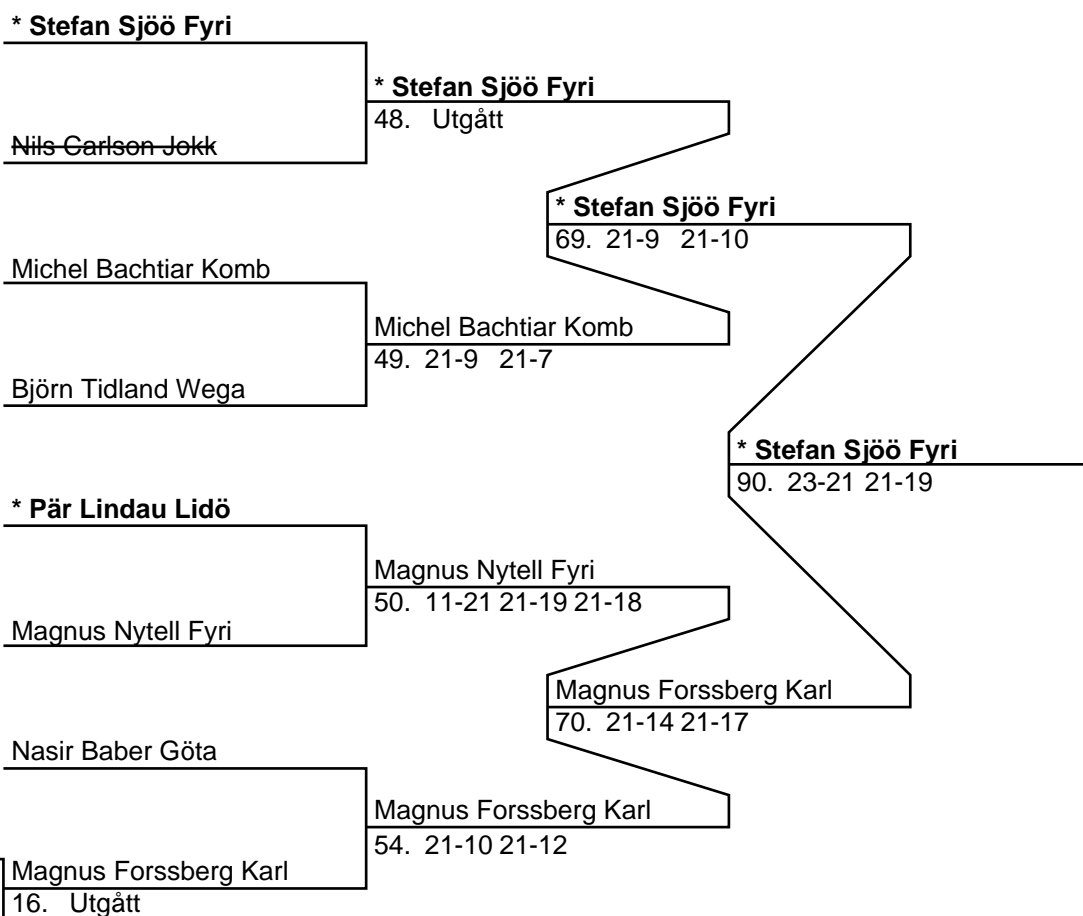 * Stefan Sjöö Fyri
* Stefan Sjöö Fyri
48. Utgått
Nils Carlson Jokk
* Stefan Sjöö Fyri
69. 21-9 21-10
Michel Bachtiar Komb
Michel Bachtiar Komb
49. 21-9 21-7
Björn Tidland Wega
* Stefan Sjöö Fyri
90. 23-21 21-19
* Pär Lindau Lidö
Magnus Nytell Fyri
50. 11-21 21-19 21-18
Magnus Nytell Fyri
Magnus Forssberg Karl
70. 21-14 21-17
Nasir Baber Göta
Magnus Forssberg Karl
54. 21-10 21-12
Magnus Forssberg Karl
16. Utgått